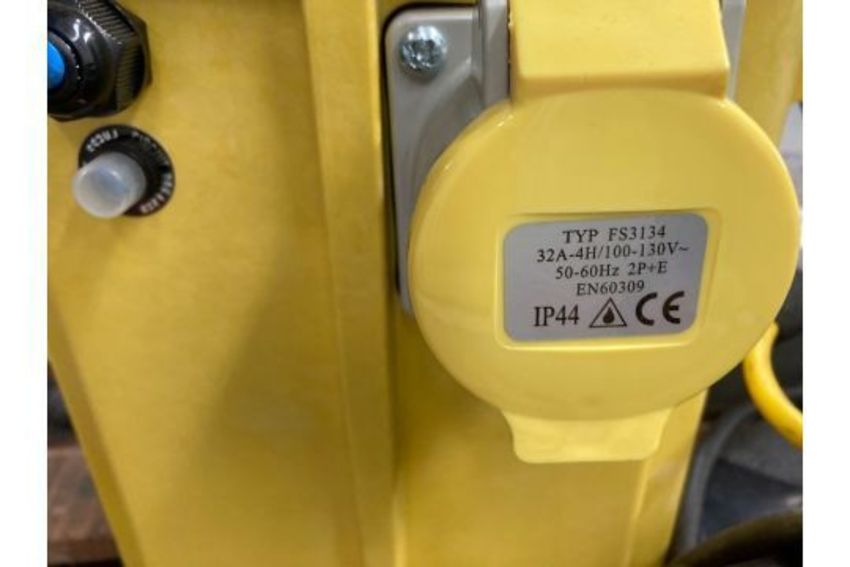 TYP FS3134
32A-4H/100-130V~
50-60Hz 2P+E
EN60309
IP44 CE